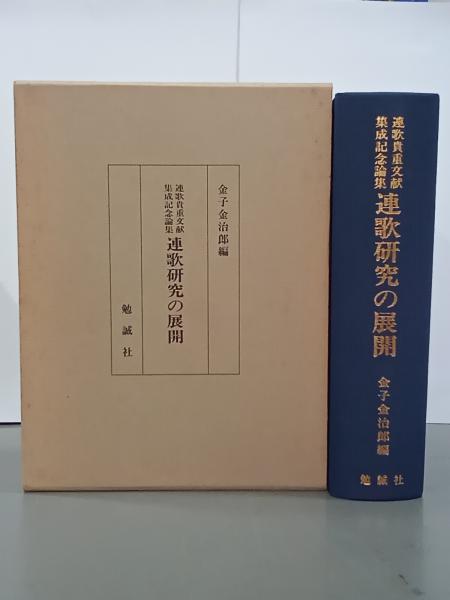 金子金治郎編
連歌貴重文献
集成記念論集
連歌研究の展開
勉誠社
連歌貴重文献
集成記念論集
連歌研究の展開
金子金治郎編
勉誠社